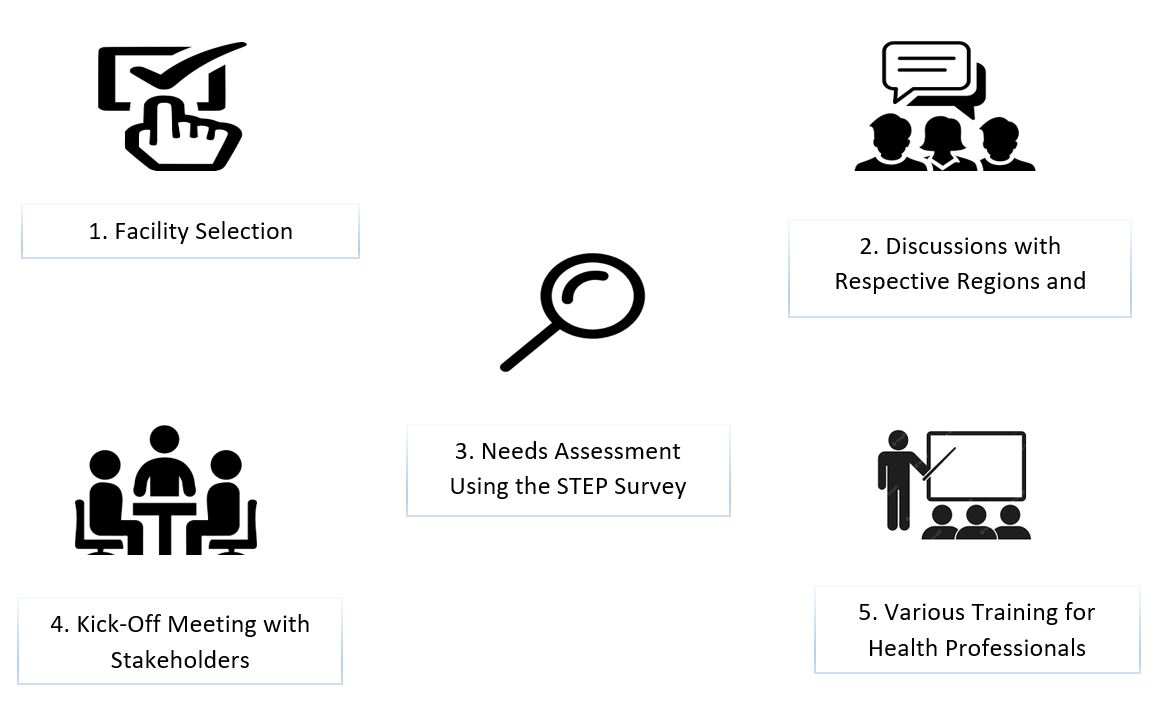 1. Facility Selection
2. Discussions with
Respective Regions and
3. Needs Assessment
Using the STEP Survey
4. Kick-Off Meeting with
Stakeholders
5. Various Training for
Health Professionals